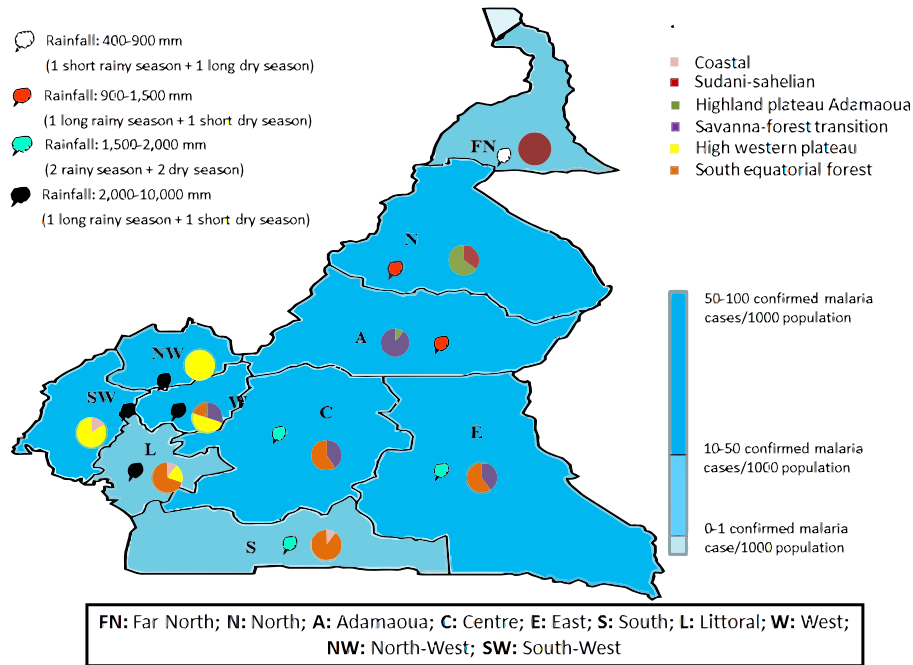 Rainfall: 400-900 mm
(1 short rainy season + 1 long dry season)
Rainfall: 900-1,500 mm
(1 long rainy season + 1 short dry season)
Rainfall: 1,500-2,000 mm
(2 rainy season + 2 dry season)
Rainfall: 2,000-10,000 mm
(1 long rainy season + 1 short dry season)
Coastal
Sudani-sahelian
Highland plateau Adamaoua
Savanna-forest transition
High western plateau
South equatorial forest
FN
N
A
NW
SW
W
C
E
L
S
50-100 confirmed malaria
cases/1000 population
10-50 confirmed malaria
cases/1000 population
0-1 confirmed malaria
case/1000 population
FN: Far North; N: North; A: Adamaoua; C: Centre; E: East; S: South; L: Littoral; W: West;
NW: North-West; SW: South-West